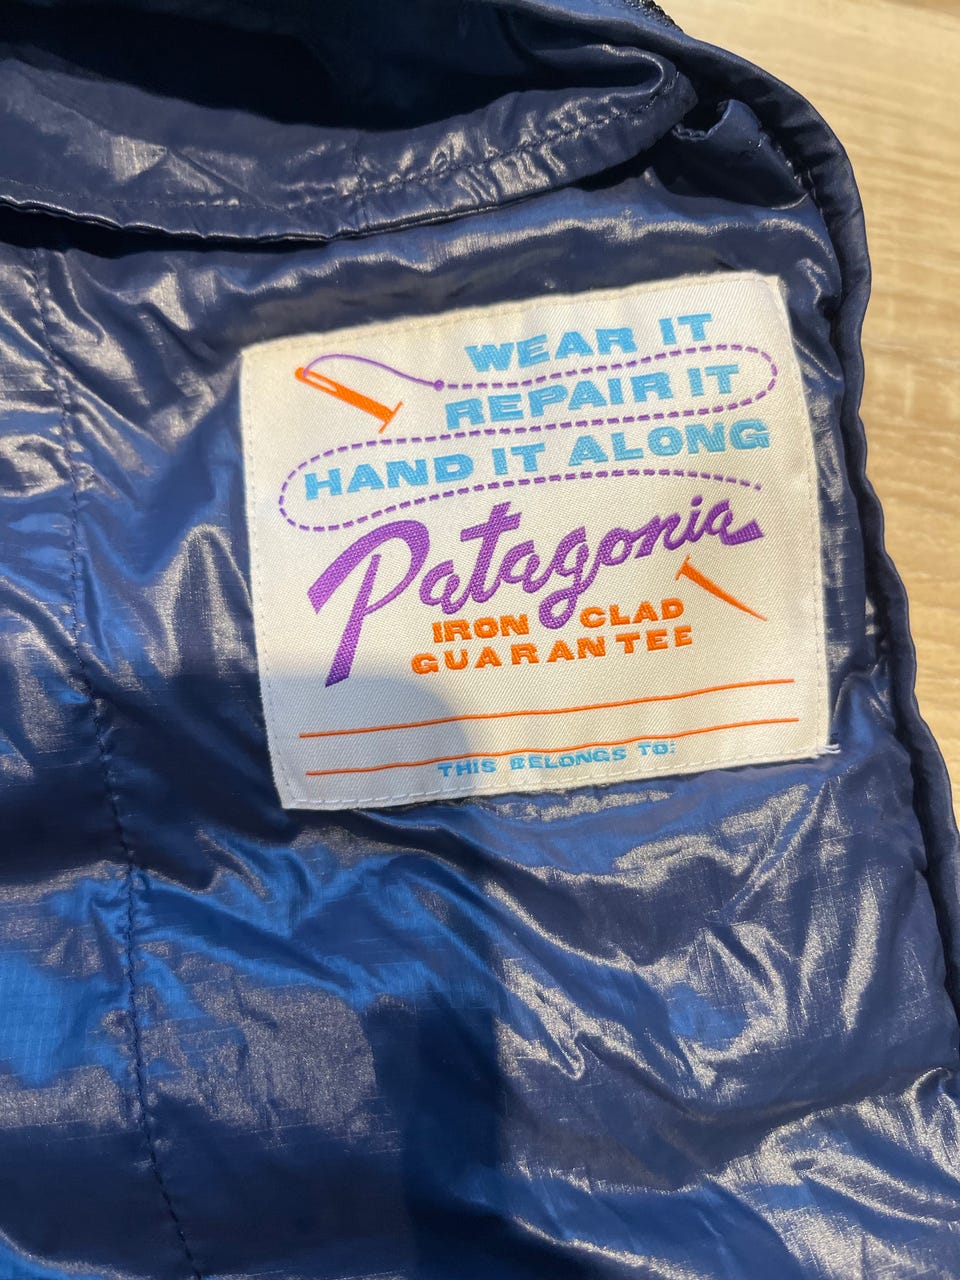 WEAR IT
REPAIR IT
HAND IT ALONG
Patagonia
IRON CLAD
GUARANTEE
THIS BELONGS TO: